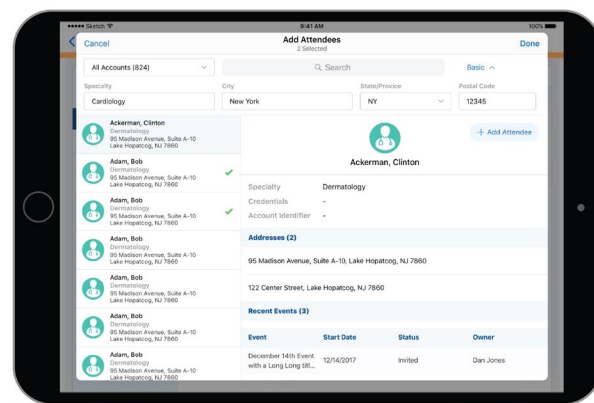 Sketch
9:41 AM
100%
Cancel
Add Attendees
2 Selected
Done
All Accounts (824)
Search
Basic
Specialty
City
State/Province
Postal Code
Cardiology
New York
NY
12345
Ackerman, Clinton
Dermatology
95 Madison Avenue, Suite A-10
Lake Hopatcog, NJ 7860
Adam, Bob
Dermatology
95 Madison Avenue, Suite A-10
Lake Hopatcog, NJ 7860
Adam, Bob
Dermatology
95 Madison Avenue, Suite A-10
Lake Hopatcog, NJ 7860
Adam, Bob
Dermatology
95 Madison Avenue, Suite A-10
Lake Hopatcog, NJ 7860
Adam, Bob
Dermatology
95 Madison Avenue, Suite A-10
Lake Hopatcog, NJ 7860
Adam, Bob
Dermatology
95 Madison Avenue, Suite A-10
Lake Hopatcog, NJ 7860
Adam, Bob
Dermatology
95 Madison Avenue, Suite A-10
Lake Hopatcog, NJ 7860
+ Add Attendee
Ackerman, Clinton
Specialty Dermatology
Credentials -
Account Identifier -
Addresses (2)
95 Madison Avenue, Suite A-10, Lake Hopatcog, NJ 7860
122 Center Street, Lake Hopatcog, NJ 7860
Recent Events (3)
Event Start Date Status Owner
December 14th Event
with a Long Long titl... 12/14/2017 Invited Dan Jones